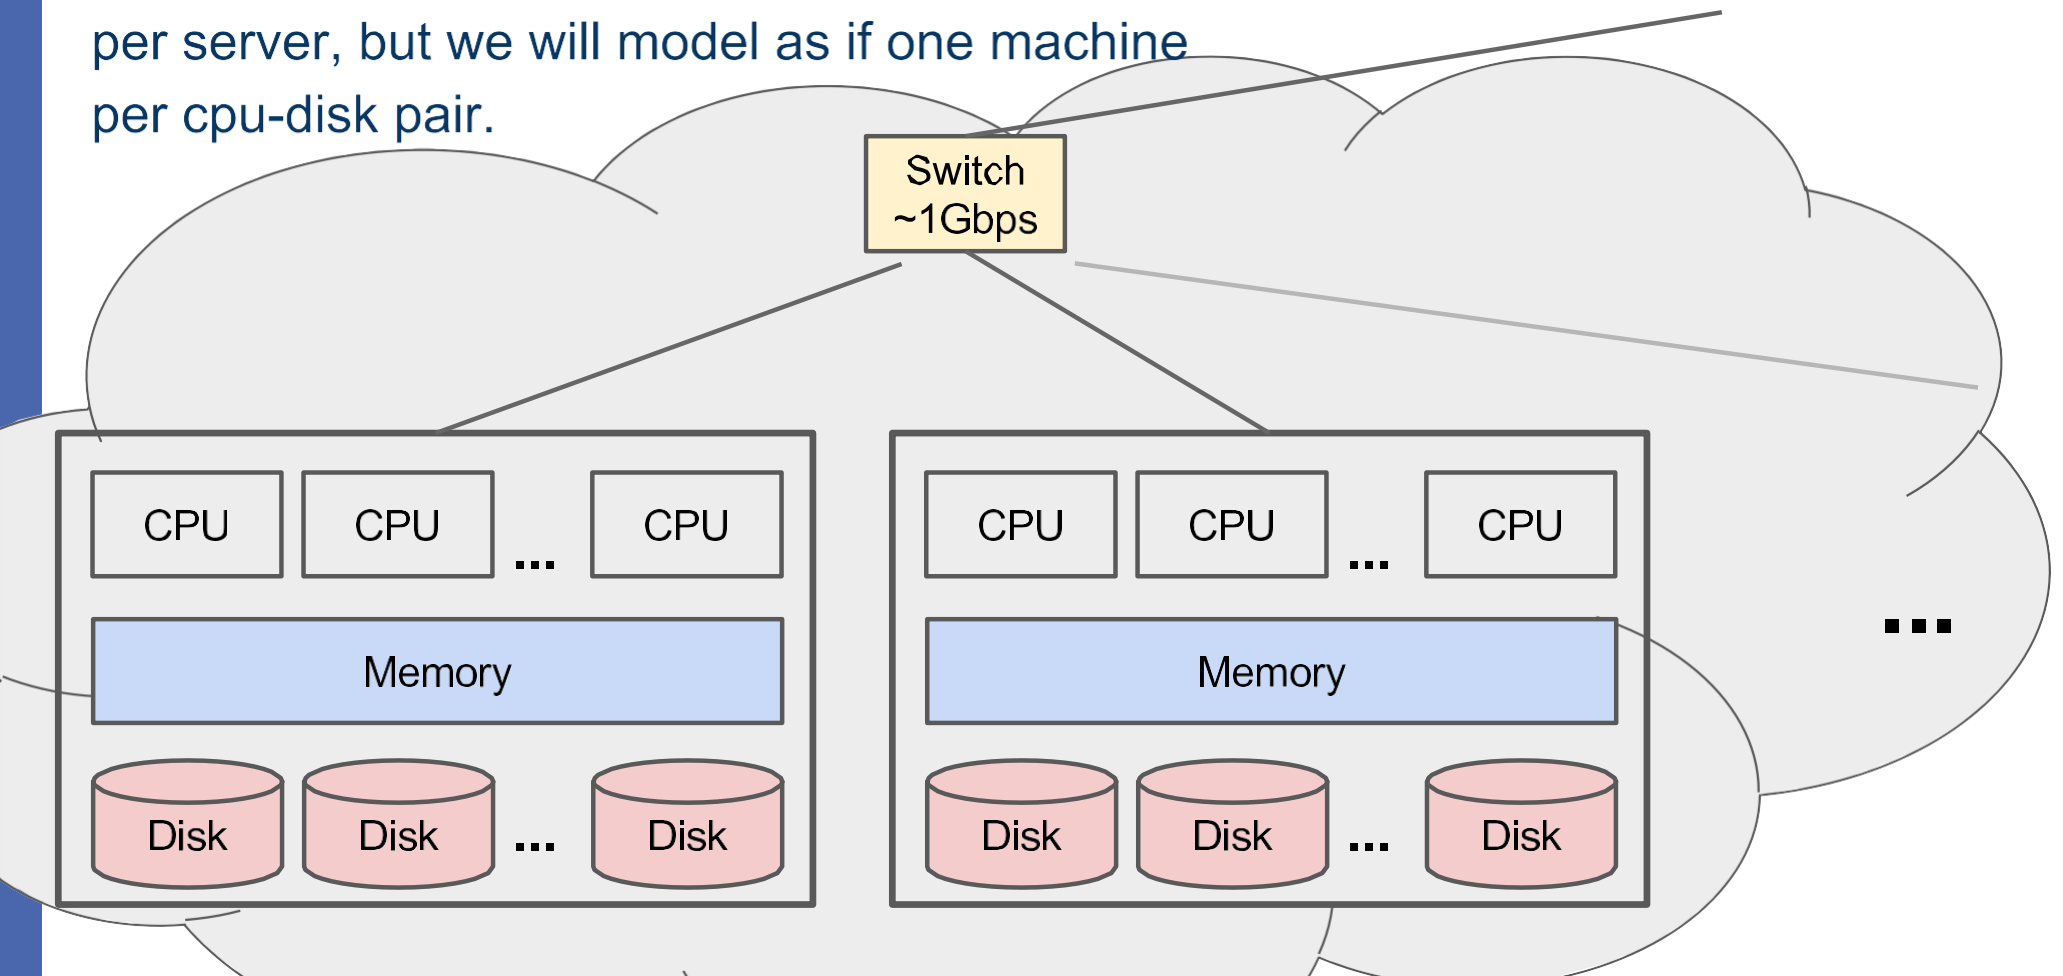 per server, but we will model as if one machine
per cpu-disk pair.
Switch
~1Gbps
CPU CPU ... CPU CPU CPU ... CPU
Memory Memory ...
Disk Disk ... Disk Disk Disk ... Disk